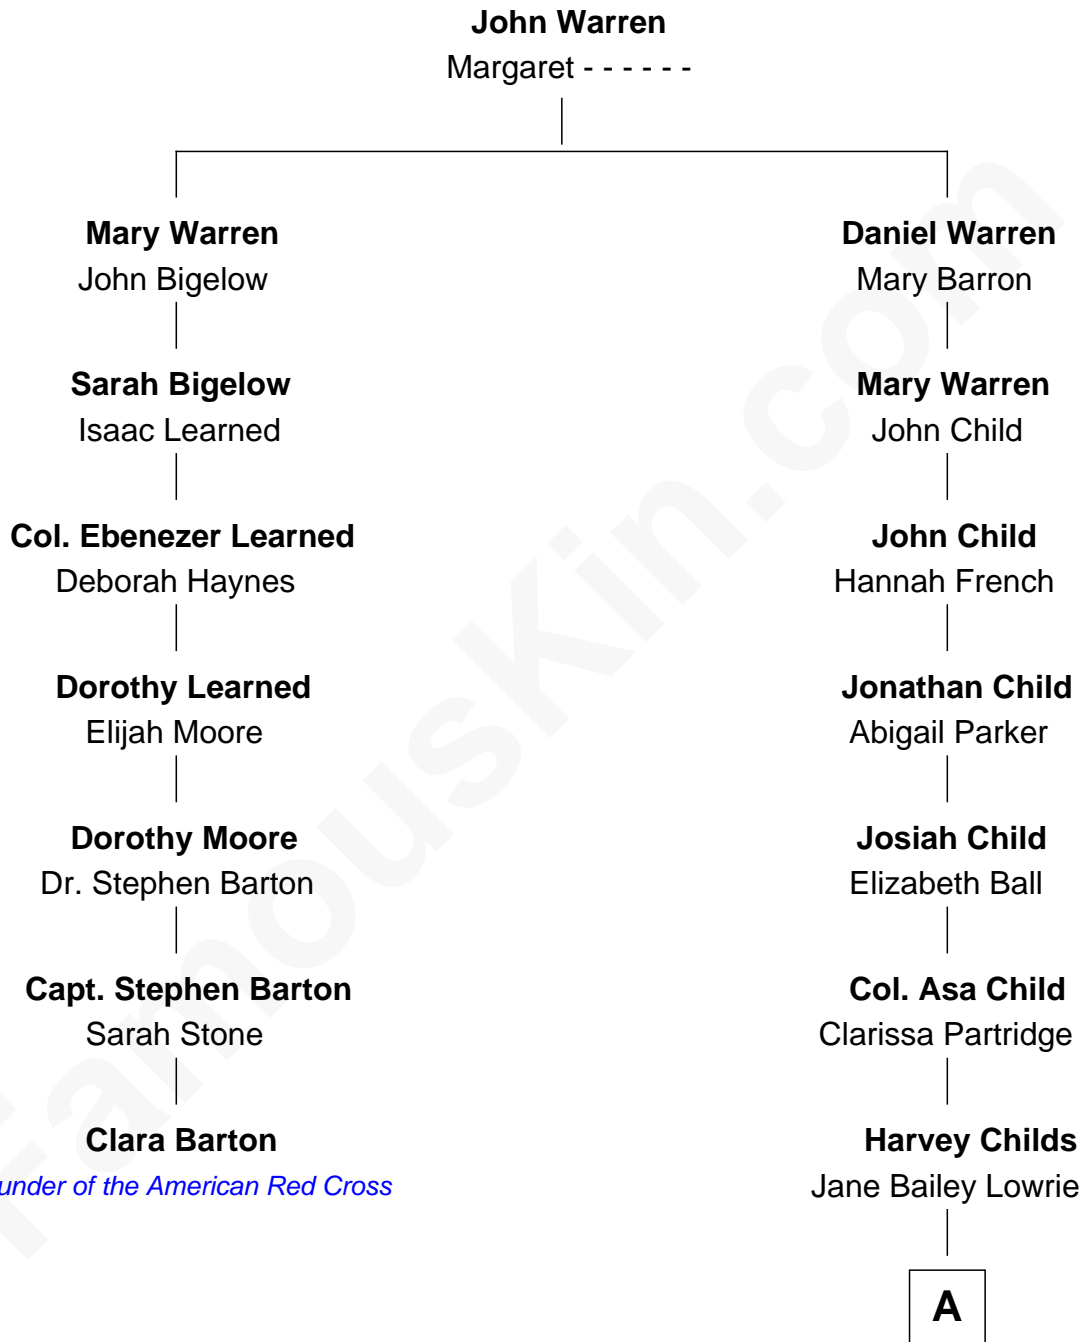 John Warren
Margaret - - - - - -
Mary Warren
John Bigelow
Daniel Warren
Mary Barron
Sarah Bigelow
Isaac Learned
Mary Warren
John Child
Col. Ebenezer Learned
Deborah Haynes
John Child
Hannah French
Dorothy Learned
Elijah Moore
Jonathan Child
Abigail Parker
Dorothy Moore
Dr. Stephen Barton
Josiah Child
Elizabeth Ball
Capt. Stephen Barton
Sarah Stone
Col. Asa Child
Clarissa Partridge
Clara Barton
under of the American Red Cross
Harvey Childs
Jane Bailey Lowrie
A
FamousKin.com